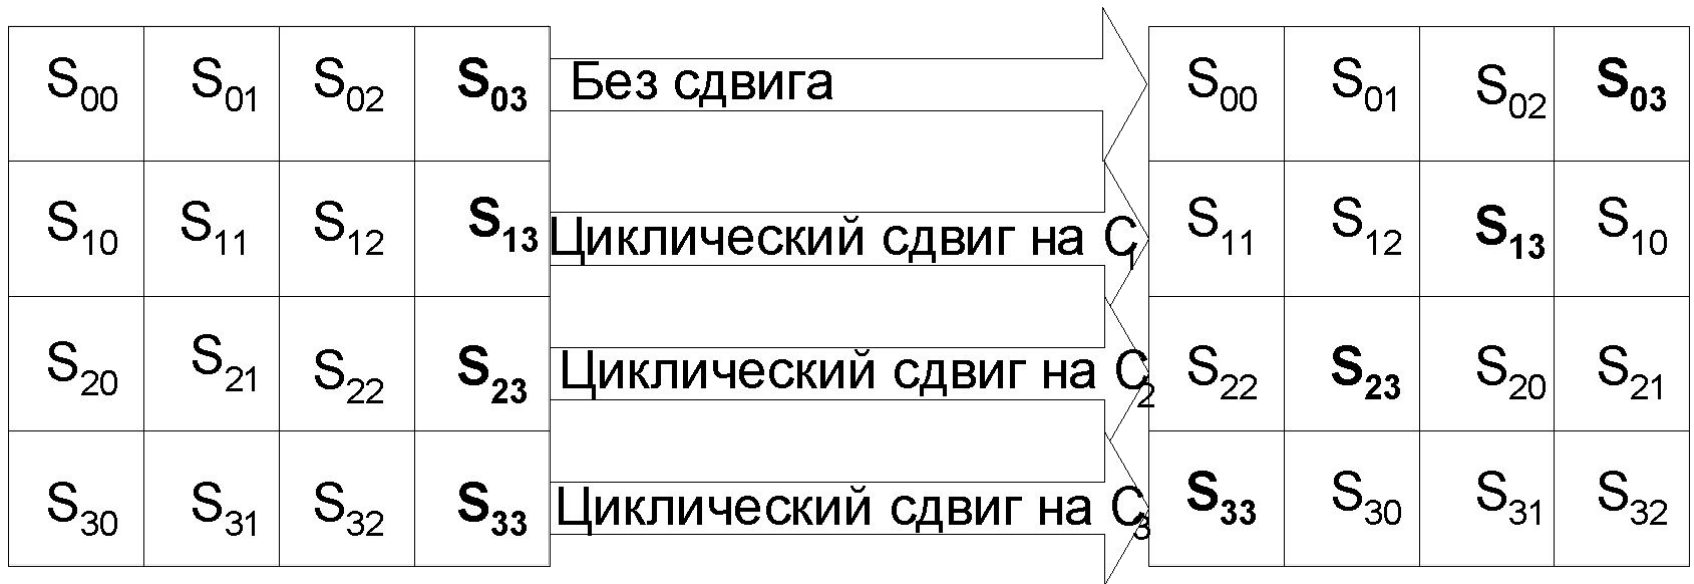 S00 S01 S02 S03 Без сдвига S00 S01 S02 S03
S10 S11 S12 S13 Циклический сдвиг на C1 S11 S12 S13 S10
S20 S21 S22 S23 Циклический сдвиг на C2 S22 S23 S20 S21
S30 S31 S32 S33 Циклический сдвиг на C3 S33 S30 S31 S32